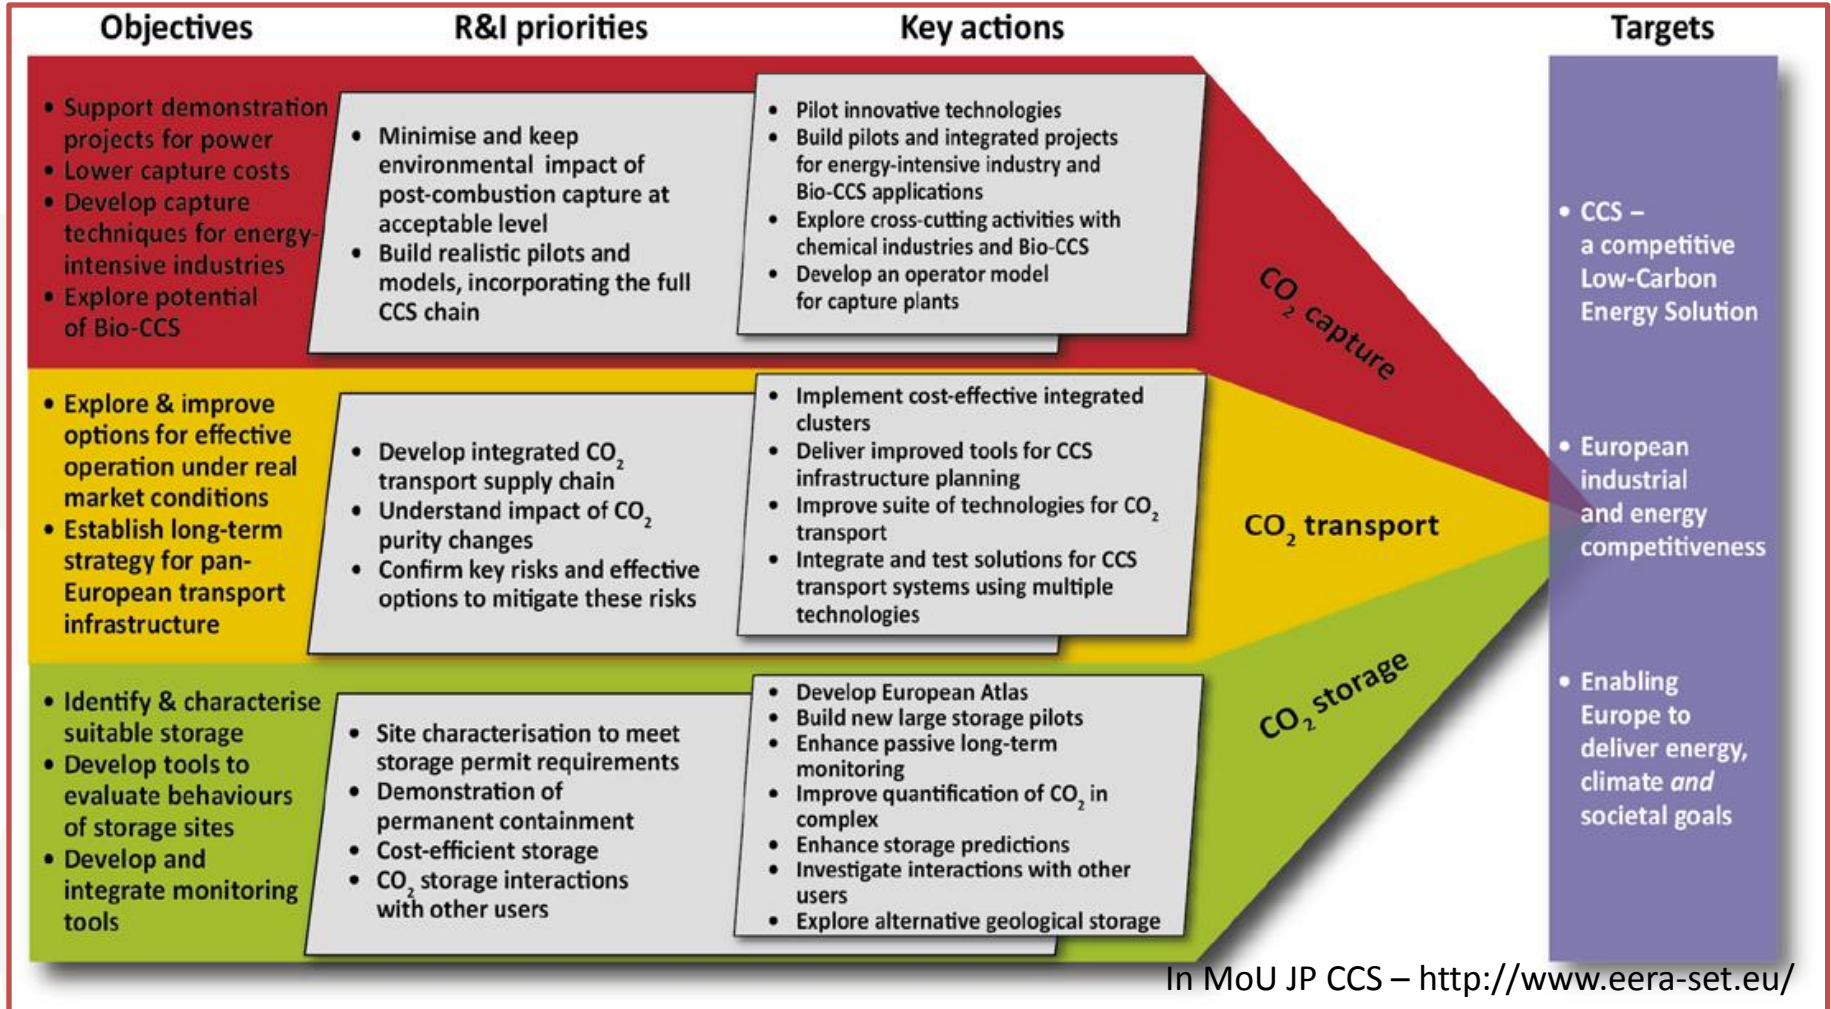 Objectives
R&I priorities
Key actions
Targets
• Support demonstration
projects for power
• Lower capture costs
• Develop capture
techniques for energy-
intensive industries
• Explore potential
of Bio-CCS
• Minimise and keep
environmental impact of
post-combustion capture at
acceptable level
• Build realistic pilots and
models, incorporating the full
CCS chain
• Pilot innovative technologies
• Build pilots and integrated projects
for energy-intensive industry and
Bio-CCS applications
• Explore cross-cutting activities with
chemical industries and Bio-CCS
• Develop an operator model
for capture plants
CO₂ capture
• Explore & improve
options for effective
operation under real
market conditions
• Establish long-term
strategy for pan-
European transport
infrastructure
• Develop integrated CO₂
transport supply chain
• Understand impact of CO₂
purity changes
• Confirm key risks and effective
options to mitigate these risks
• Implement cost-effective integrated
clusters
• Deliver improved tools for CCS
infrastructure planning
• Improve suite of technologies for CO₂
transport
• Integrate and test solutions for CCS
transport systems using multiple
technologies
CO₂ transport
• Identify & characterise
suitable storage
• Develop tools to
evaluate behaviours
of storage sites
• Develop and
integrate monitoring
tools
• Site characterisation to meet
storage permit requirements
• Demonstration of
permanent containment
• Cost-efficient storage
• CO₂ storage interactions
with other users
• Develop European Atlas
• Build new large storage pilots
• Enhance passive long-term
monitoring
• Improve quantification of CO₂ in
complex
• Enhance storage predictions
• Investigate interactions with other
users
• Explore alternative geological storage
CO₂ storage
• CCS –
a competitive
Low-Carbon
Energy Solution
• European
industrial
and energy
competitiveness
• Enabling
Europe to
deliver energy,
climate and
societal goals
In MoU JP CCS – http://www.eera-set.eu/